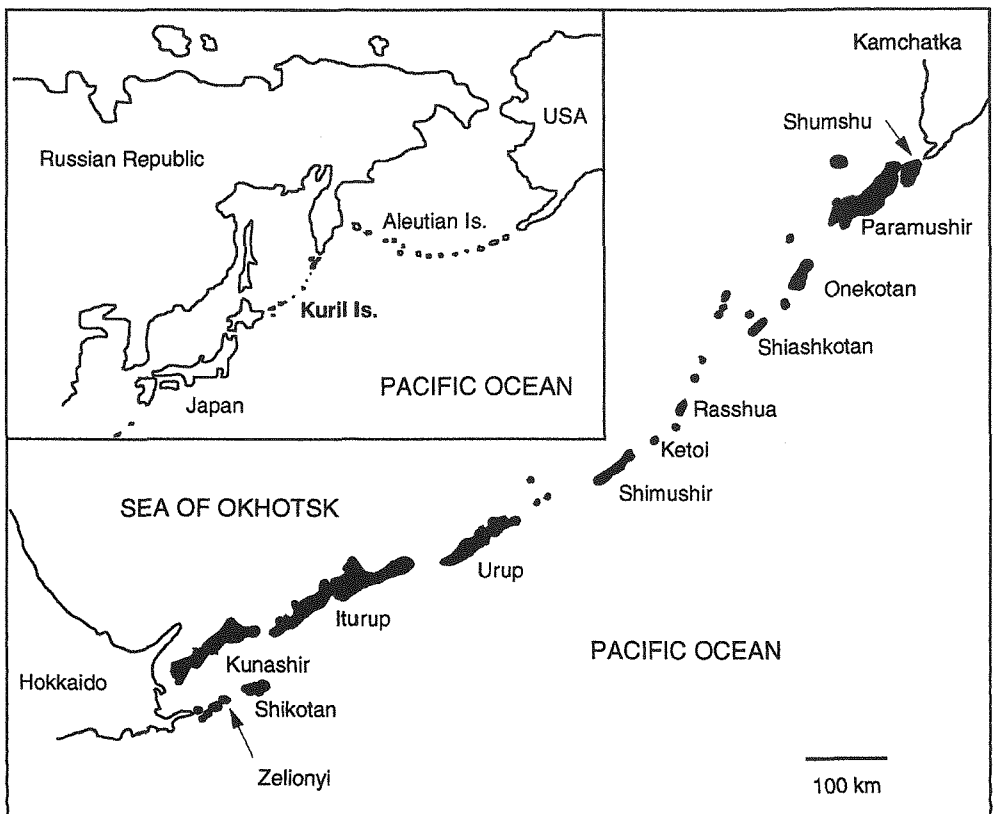 Kamchatka
USA
Shumshu
Russian Republic
Aleutian Is.
Paramushir
Onekotan
Kuril Is.
Shiashkotan
PACIFIC OCEAN
Japan
Rasshua
Ketoi
Shimushir
SEA OF OKHOTSK
Urup
Iturup
PACIFIC OCEAN
Kunashir
Hokkaido
Shikotan
Zelionyi
100 km